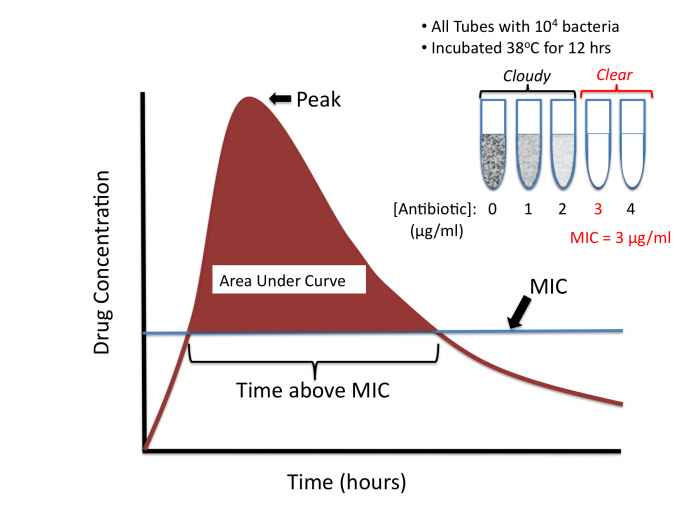 • All Tubes with 10⁴ bacteria
• Incubated 38°C for 12 hrs
Cloudy Clear
[Antibiotic]: 0 1 2 3 4
(μg/ml)
MIC = 3 μg/ml
Peak
Drug Concentration
Area Under Curve
MIC
Time above MIC
Time (hours)